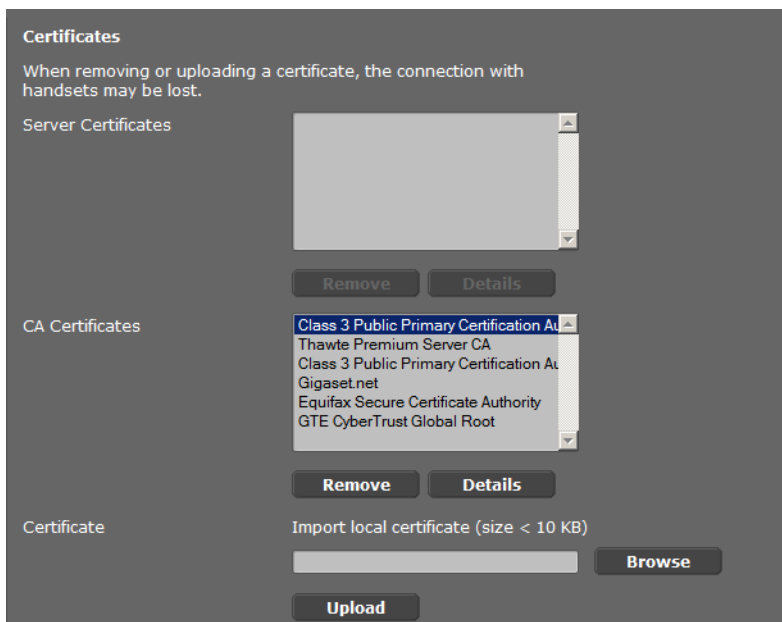 Certificates
When removing or uploading a certificate, the connection with
handsets may be lost.
Server Certificates
Remove Details
CA Certificates
Class 3 Public Primary Certification Au
Thawte Premium Server CA
Class 3 Public Primary Certification Au
Gigaset.net
Equifax Secure Certificate Authority
GTE CyberTrust Global Root
Remove Details
Certificate Import local certificate (size < 10 KB)
Browse
Upload